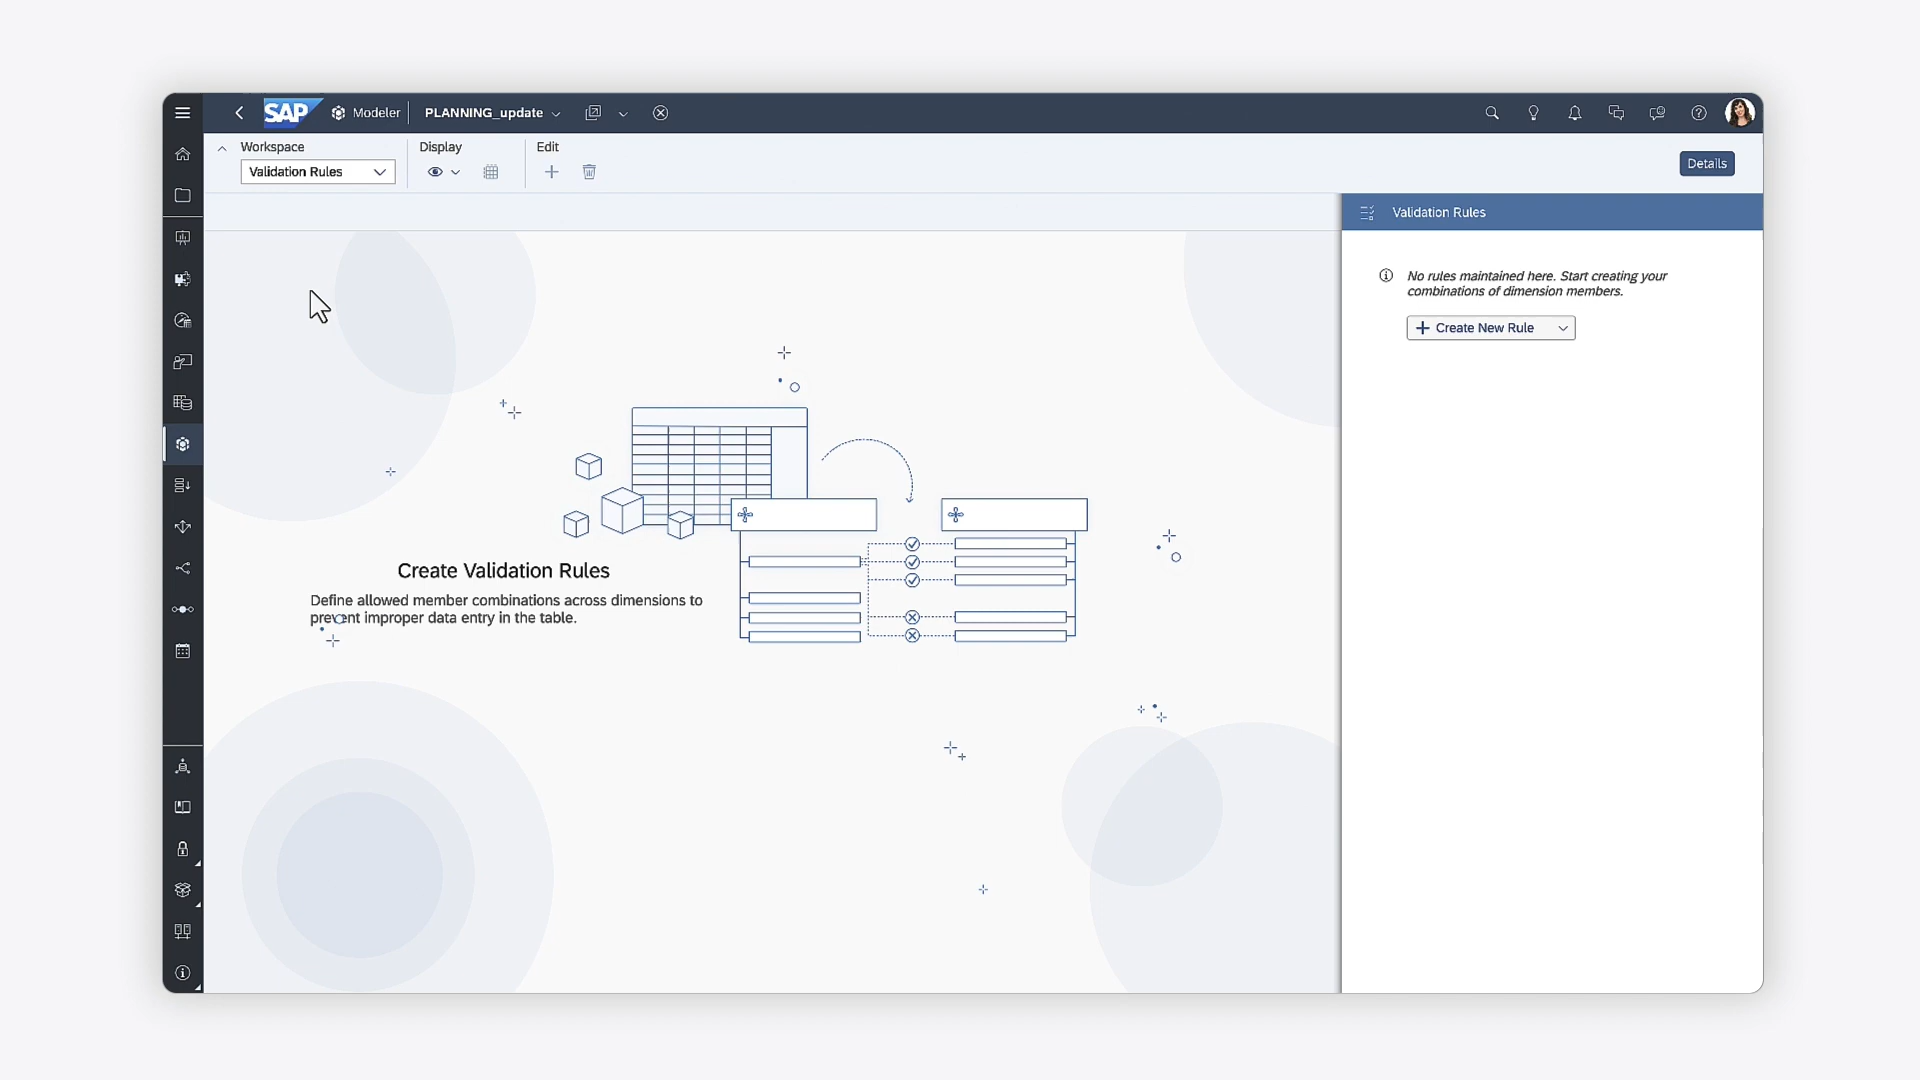 SAP
Modeler
PLANNING_update
Workspace
Display
Edit
Validation Rules
Details
Validation Rules
No rules maintained here. Start creating your
combinations of dimension members.
Create New Rule
Create Validation Rules
Define allowed member combinations across dimensions to
prevent improper data entry in the table.